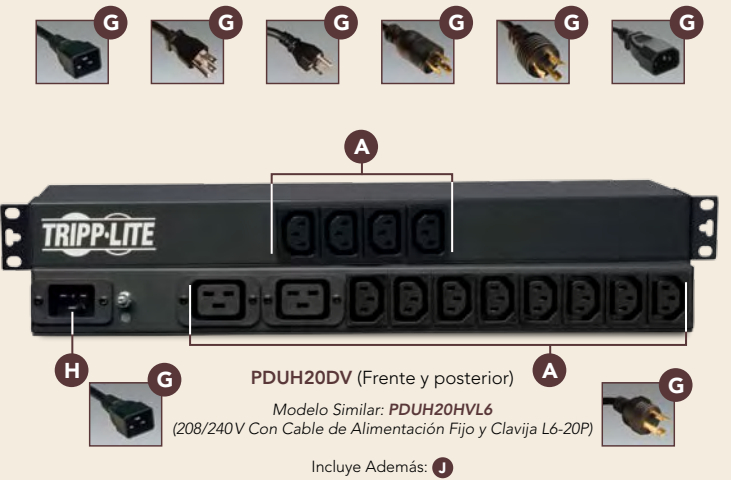 G G G G G G
A
TRIPP·LITE
H G A G
PDUH20DV (Frente y posterior)
Modelo Similar: PDUH20HVL6
(208/240V Con Cable de Alimentación Fijo y Clavija L6-20P)
Incluye Además: J